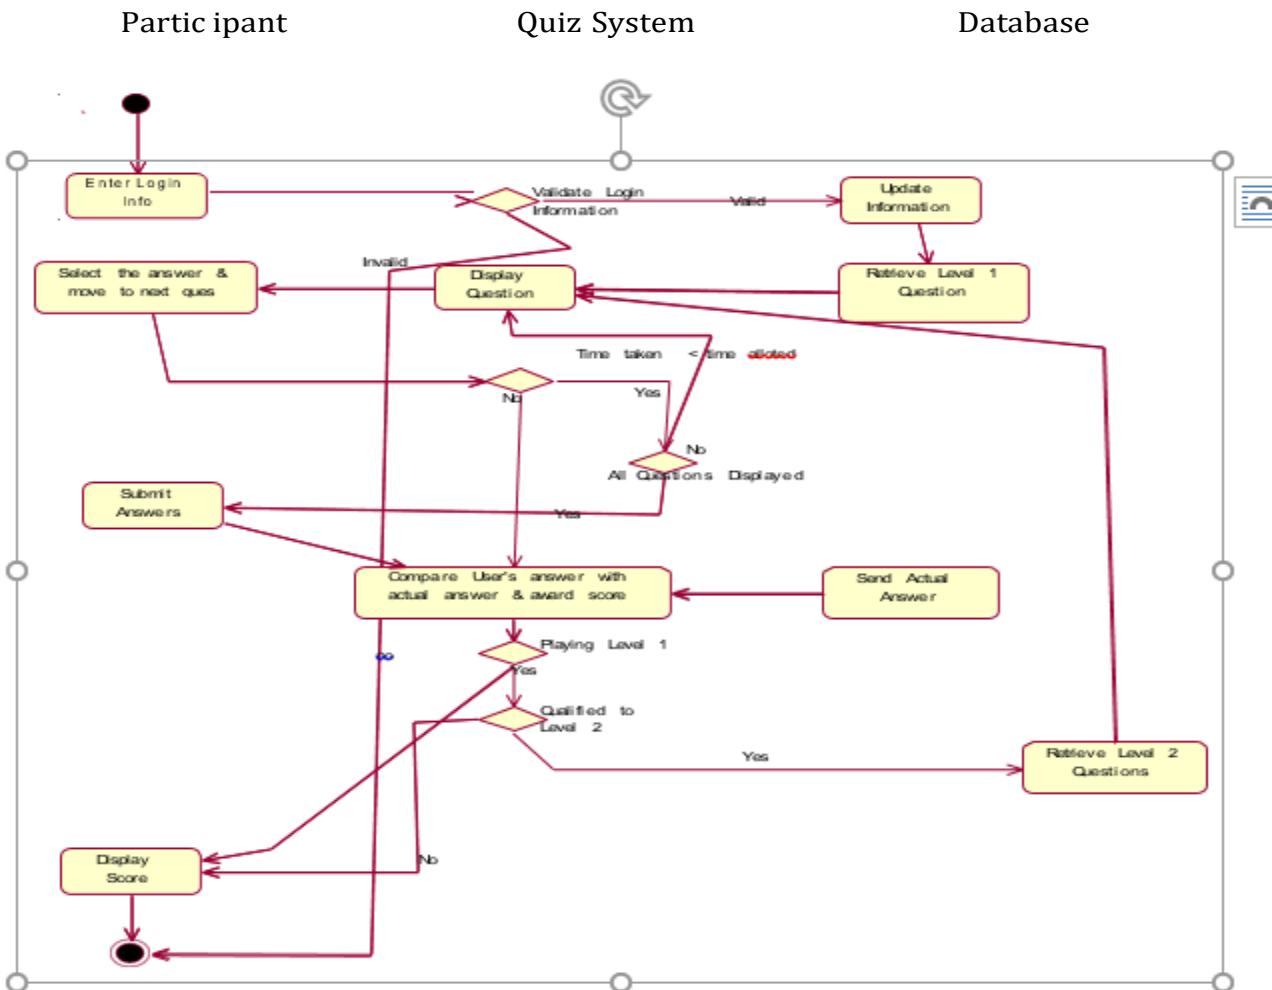 Partic ipant
Quiz System
Database
Enter Login
Info
Validate Login
Information
Valid
Update
Information
Invalid
Select the answer &
move to next ques
Display
Question
Retrieve Level 1
Question
Time taken < time alloted
No
Yes
No
All Questions Displayed
Submit
Answers
Yes
Compare User's answer with
actual answer & award score
Send Actual
Answer
Playing Level 1
Yes
Qualified to
Level 2
Yes
Retrieve Level 2
Questions
Display
Score
No